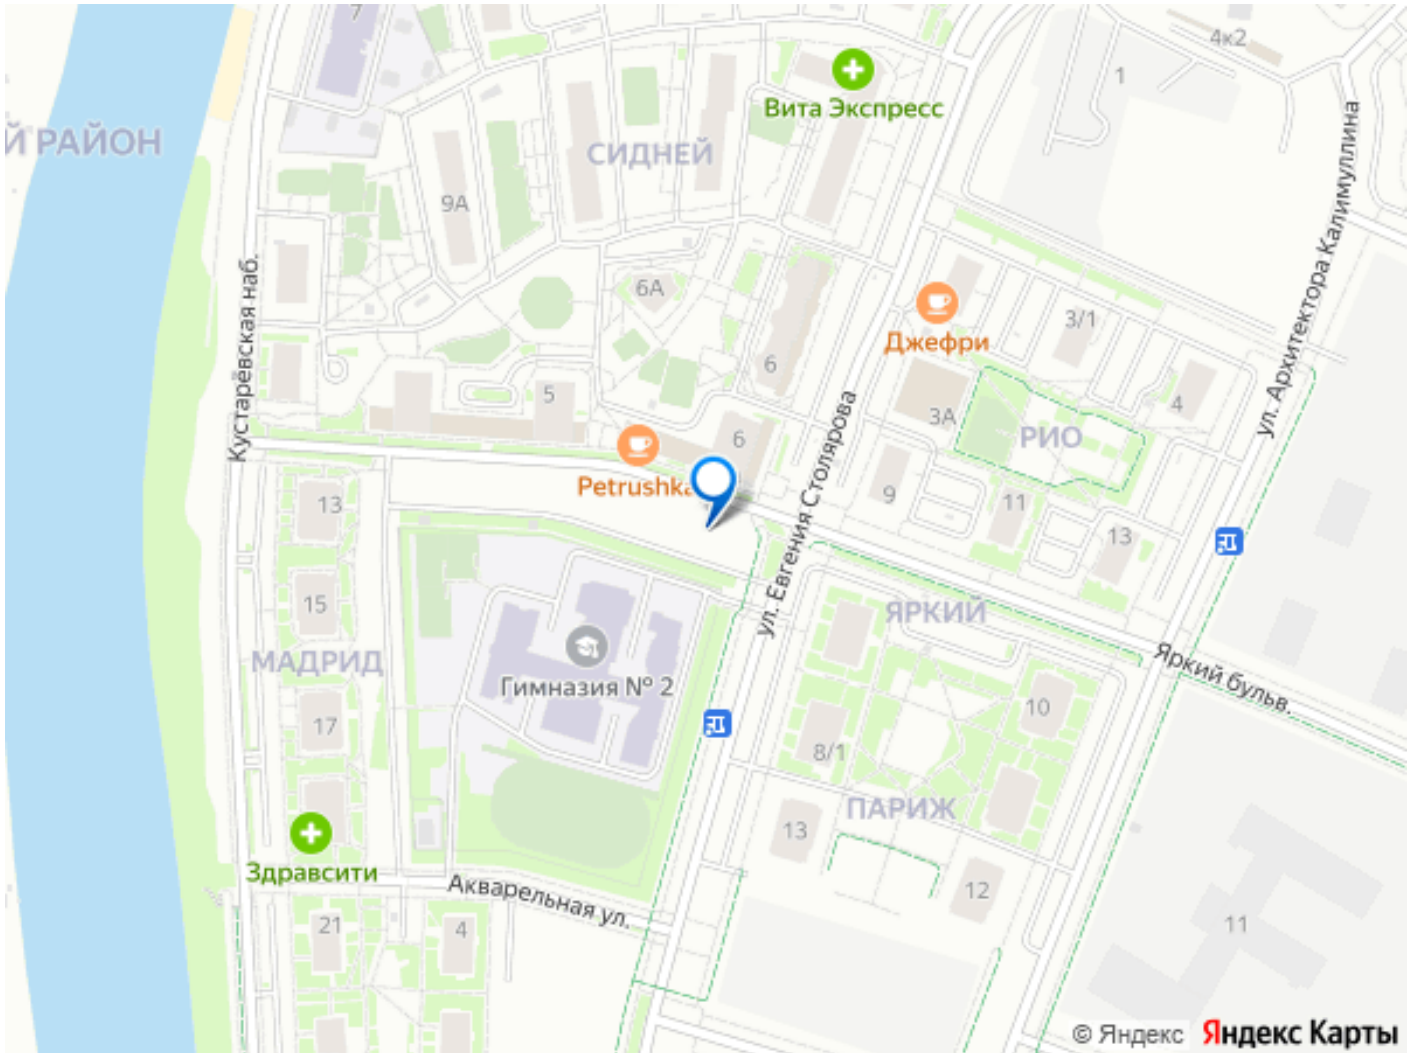 7
4к2
1
Вита Экспресс
Й РАЙОН
СИДНЕЙ
9А
ул. Архитектора Калимуллина
Кустаревская наб.
6А
3/1
Джефри
6
5
4
3А
РИО
6
Petrushka
ул. Евгения Столярова
9
11
13
13
15
ЯРКИЙ
МАДРИД
Яркий бульв.
Гимназия № 2
17
10
8/1
ПАРИЖ
13
Здравсити
Акварельная ул.
12
21
4
11
© Яндекс Яндекс Карты